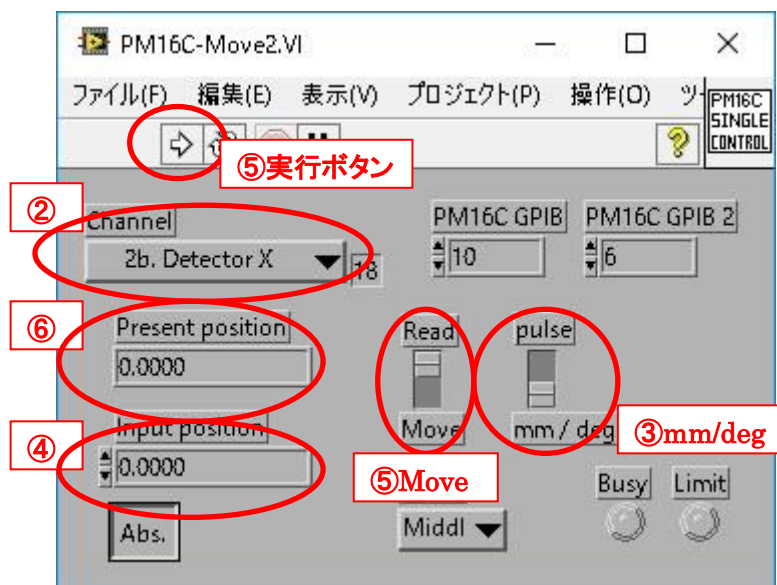 PM16C-Move2.VI
ファイル(F) 編集(E) 表示(V) プロジェクト(P) 操作(O) ツー
PM16C
SINGLE
CONTROL
⑤実行ボタン
②
Channel
PM16C GPIB
PM16C GPIB 2
2b. Detector X
18
10
6
⑥
Present position
Read
pulse
0.0000
④
Input position
Move
mm / deg
③mm/deg
0.0000
⑤Move
Busy
Limit
Abs.
Middl